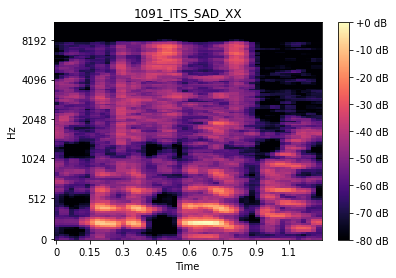 1091_ITS_SAD_XX
8192
4096
2048
1024
512
0
Hz
0 0.15 0.3 0.45 0.6 0.75 0.9 1.1
Time
+0 dB
-10 dB
-20 dB
-30 dB
-40 dB
-50 dB
-60 dB
-70 dB
-80 dB